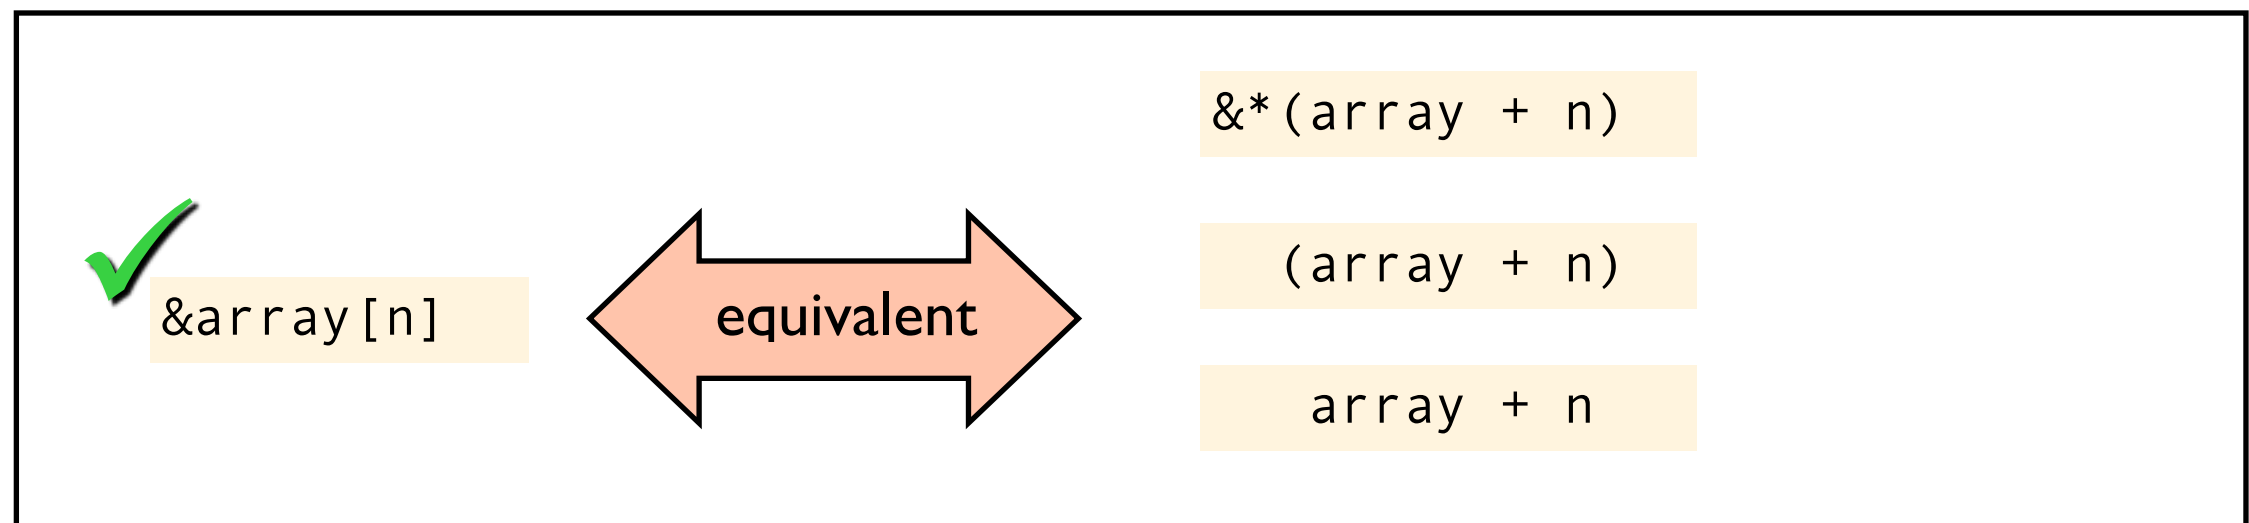 &*(array + n)
(array + n)
&array[n]
equivalent
array + n